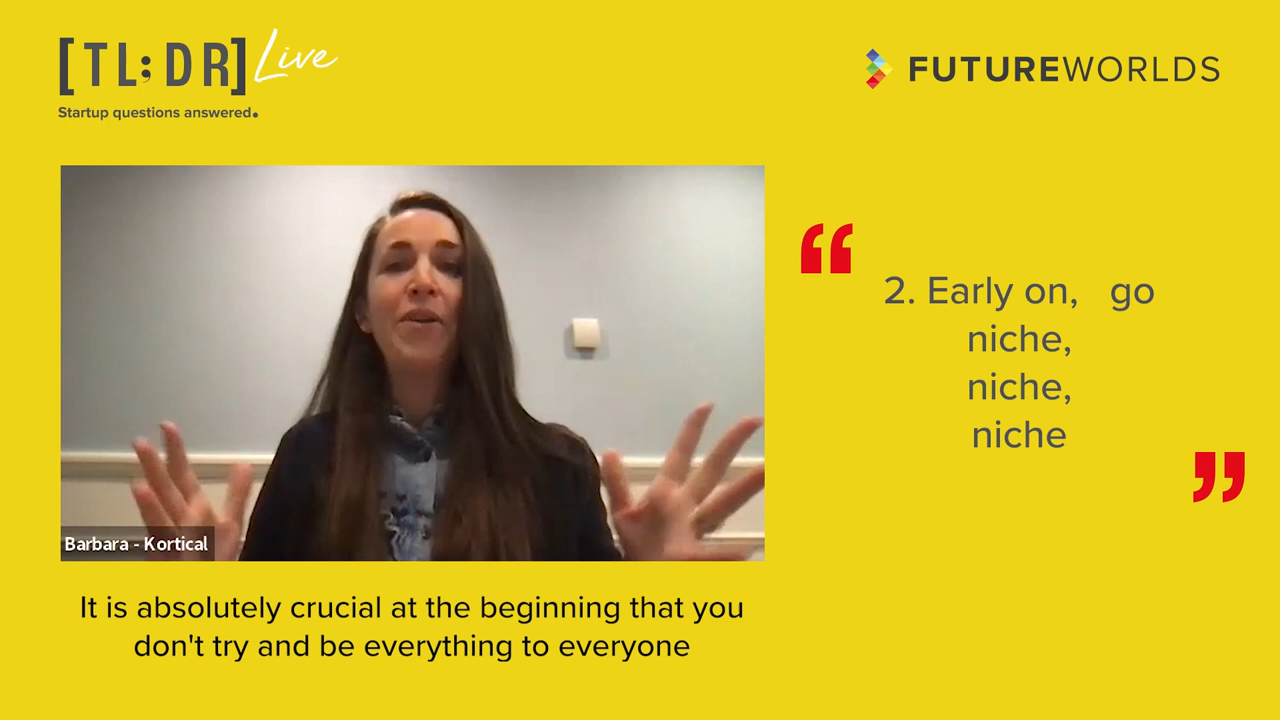 [TL;DR] Live
Startup questions answered.
FUTUREWORLDS
“
2. Early on, go
niche,
niche,
niche
”
Barbara - Kortical
It is absolutely crucial at the beginning that you
don't try and be everything to everyone